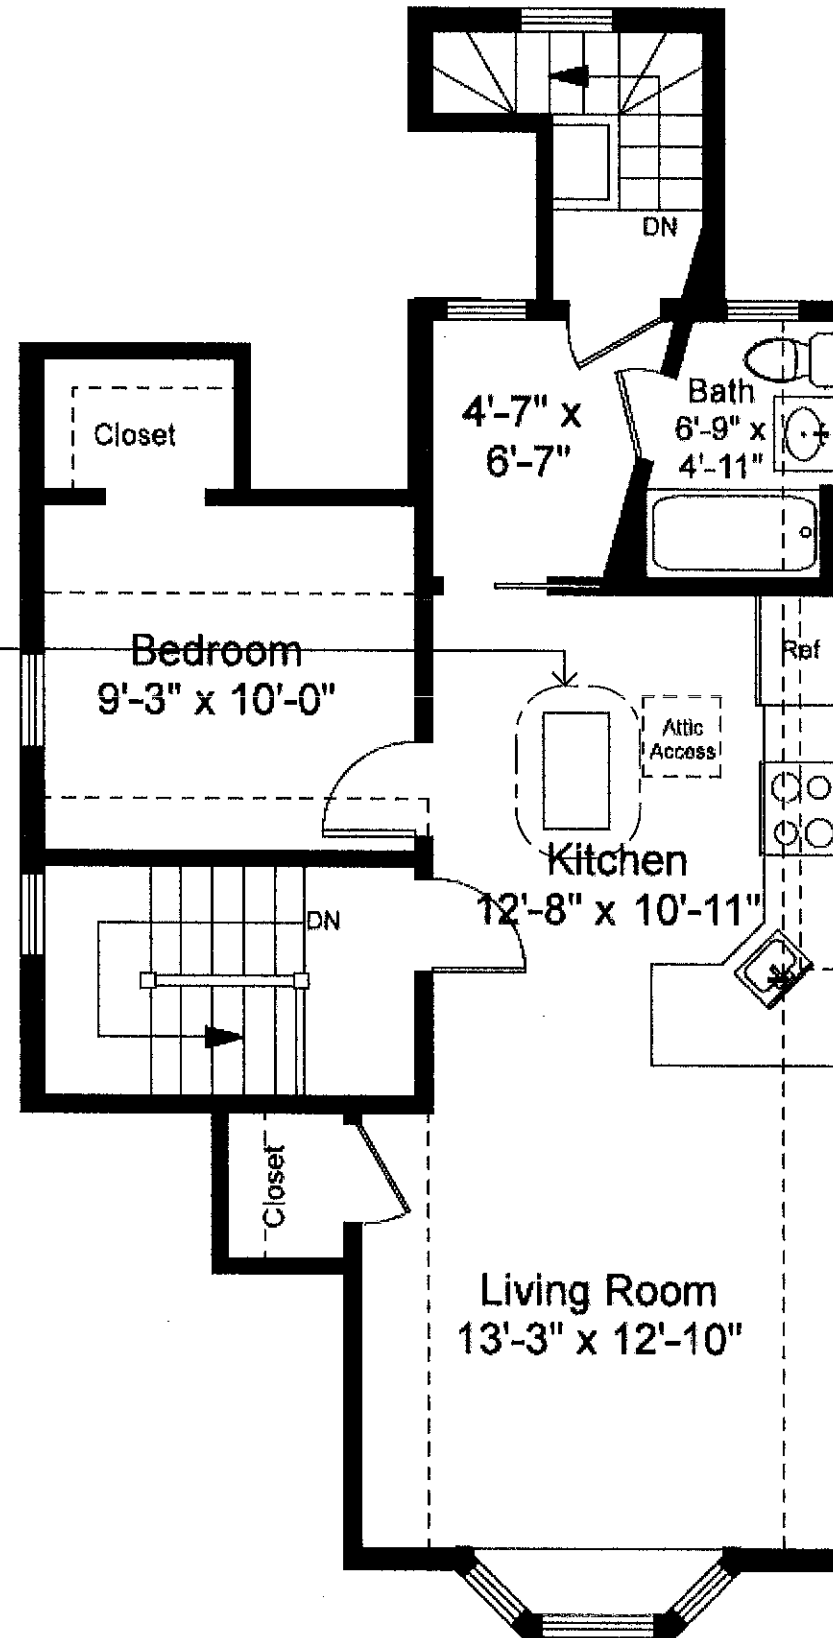 DN
4'-7" x
6'-7"
Bath
6'-9" x
4'-11"
Closet
Bedroom
9'-3" x 10'-0"
Ref
Attic
Access
Kitchen
12'-8" x 10'-11"
DN
Closet
Living Room
13'-3" x 12'-10"